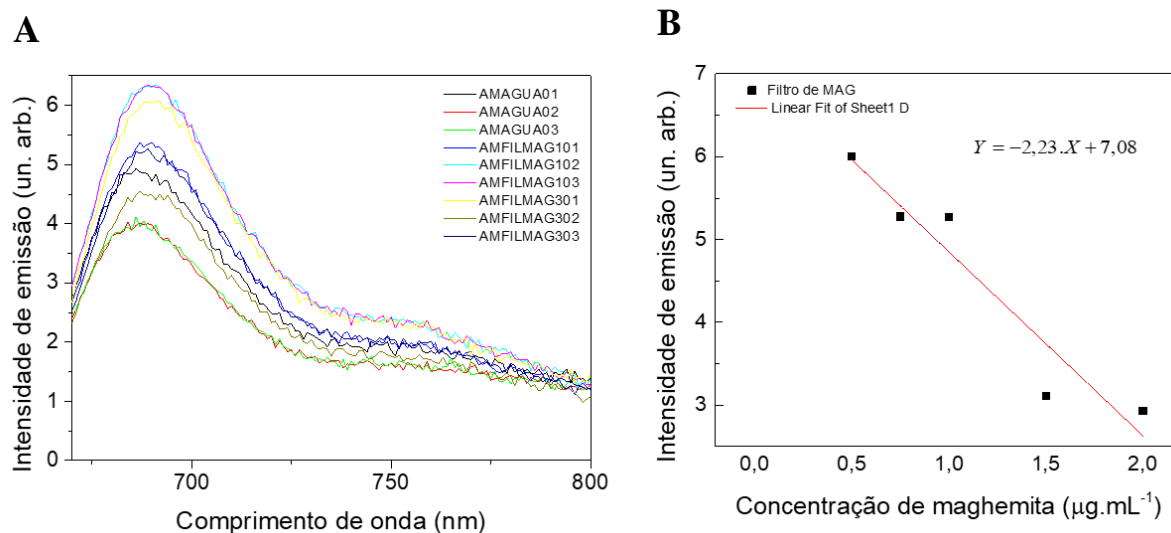 A
Intensidade de emissão (un. arb.)
6
5
4
3
2
1
0
700
750
800
Comprimento de onda (nm)
AMAGUA01
AMAGUA02
AMAGUA03
AMFILMAG101
AMFILMAG102
AMFILMAG103
AMFILMAG301
AMFILMAG302
AMFILMAG303
B
Intensidade de emissão (un. arb.)
7
6
5
4
3
0,0
0,5
1,0
1,5
2,0
Concentração de maghemita (μg.mL⁻¹)
Filtro de MAG
Linear Fit of Sheet1 D
Y = −2,23.X + 7,08